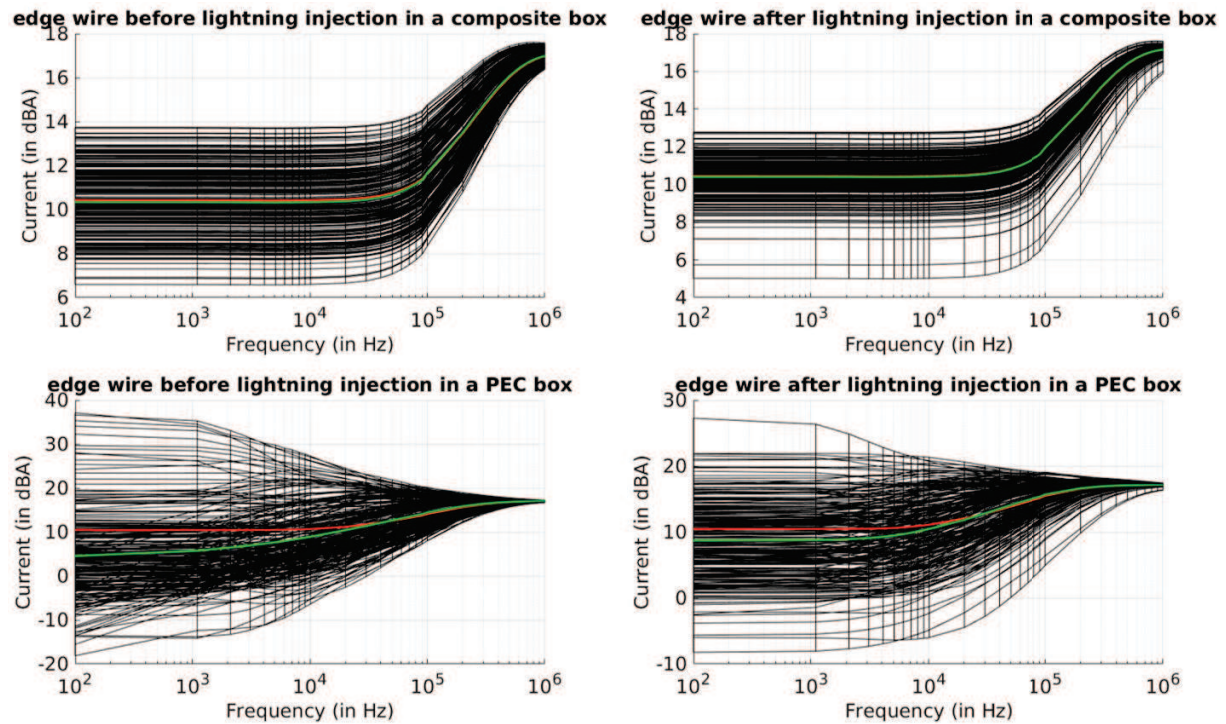 edge wire before lightning injection in a composite box
18
16
14
12
10
8
6
Current (in dBA)
10^2 10^3 10^4 10^5 10^6
Frequency (in Hz)
edge wire after lightning injection in a composite box
18
16
14
12
10
8
6
4
Current (in dBA)
10^2 10^3 10^4 10^5 10^6
Frequency (in Hz)
edge wire before lightning injection in a PEC box
40
30
20
10
0
-10
-20
Current (in dBA)
10^2 10^3 10^4 10^5 10^6
Frequency (in Hz)
edge wire after lightning injection in a PEC box
30
20
10
0
-10
Current (in dBA)
10^2 10^3 10^4 10^5 10^6
Frequency (in Hz)